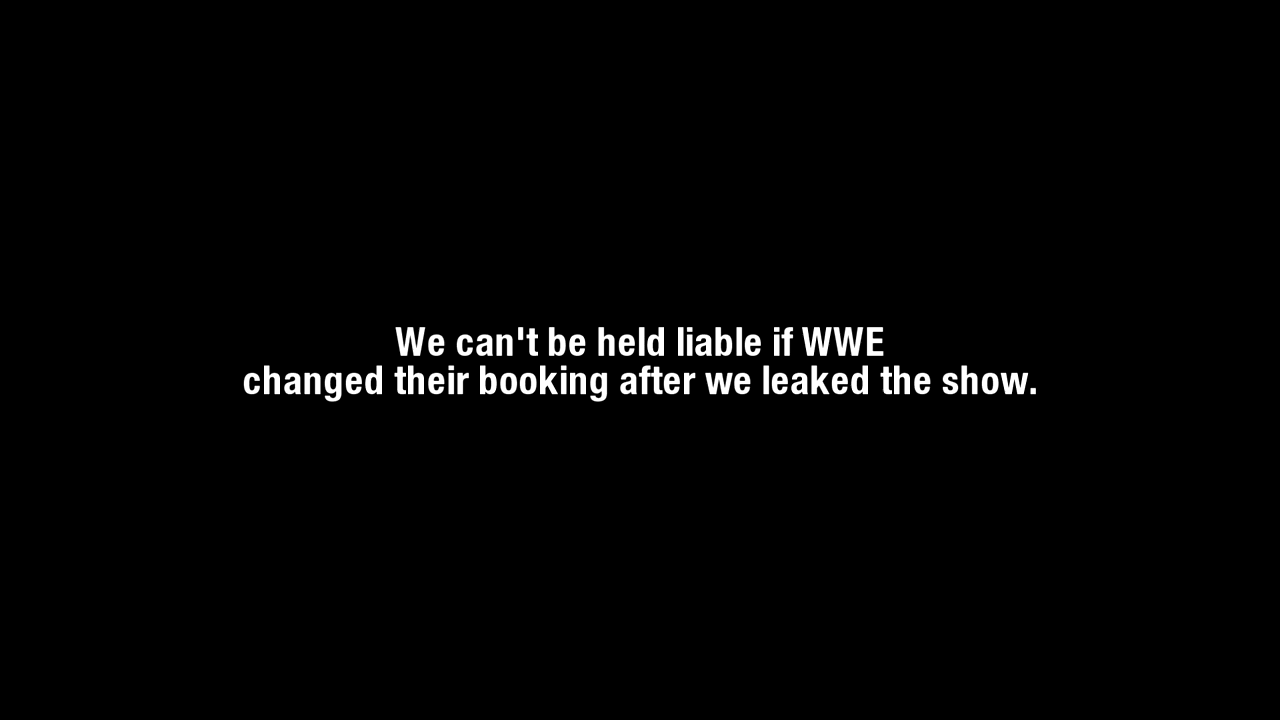 We can't be held liable if WWE
changed their booking after we leaked the show.